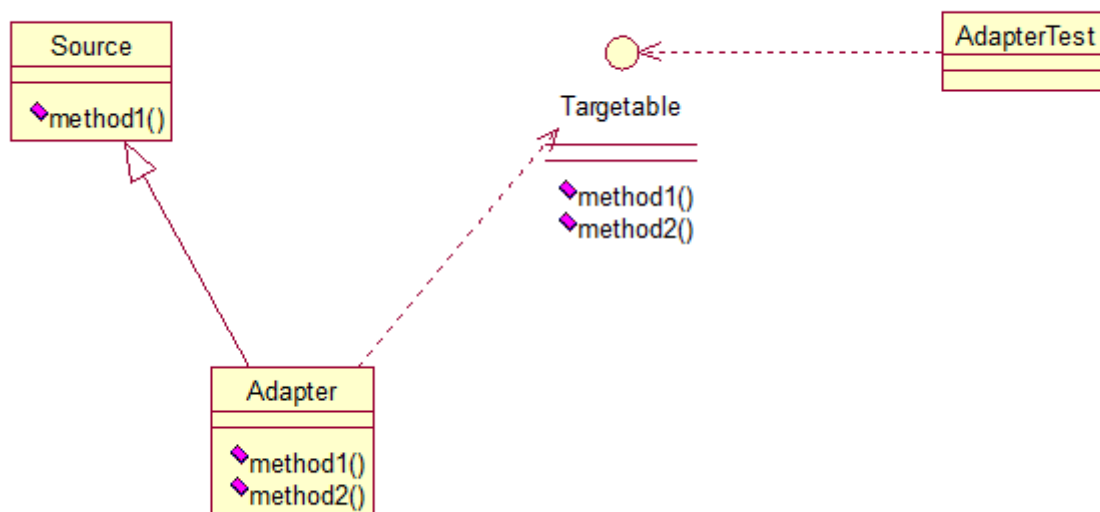 Source
method1()
Targetable
method1()
method2()
AdapterTest
Adapter
method1()
method2()